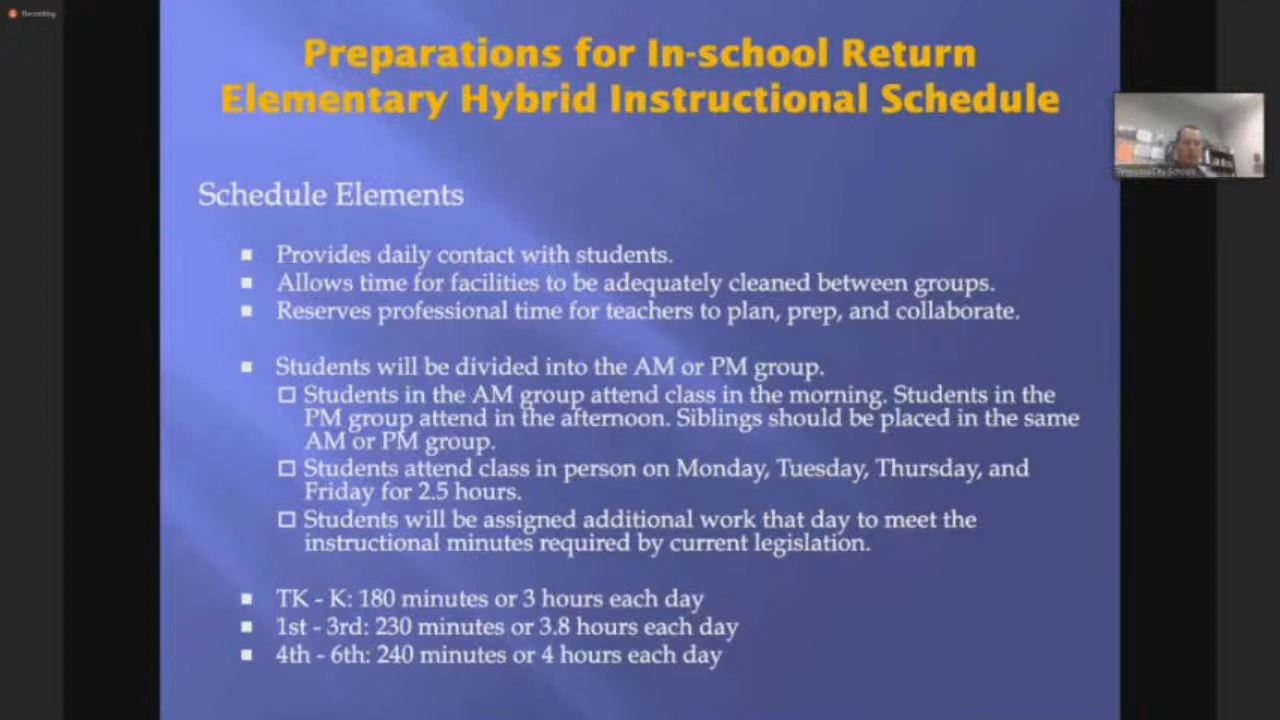 Recording
Preparations for In-school Return
Elementary Hybrid Instructional Schedule
Schedule Elements
Provides daily contact with students.
Allows time for facilities to be adequately cleaned between groups.
Reserves professional time for teachers to plan, prep, and collaborate.
Students will be divided into the AM or PM group.
Students in the AM group attend class in the morning. Students in the
PM group attend in the afternoon. Siblings should be placed in the same
AM or PM group.
Students attend class in person on Monday, Tuesday, Thursday, and
Friday for 2.5 hours.
Students will be assigned additional work that day to meet the
instructional minutes required by current legislation.
TK - K: 180 minutes or 3 hours each day
1st - 3rd: 230 minutes or 3.8 hours each day
4th - 6th: 240 minutes or 4 hours each day
City Schools